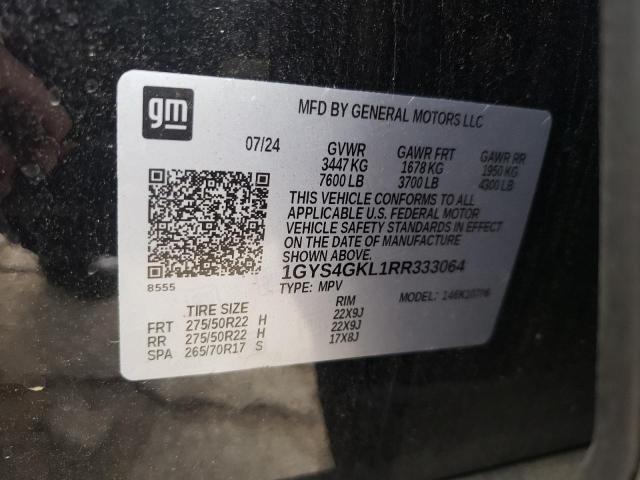 gm
MFD BY GENERAL MOTORS LLC
07/24 GVWR GAWR FRT GAWR RR
3447 KG 1678 KG 1950 KG
7600 LB 3700 LB 4300 LB
THIS VEHICLE CONFORMS TO ALL
APPLICABLE U.S. FEDERAL MOTOR
VEHICLE SAFETY STANDARDS IN EFFECT
ON THE DATE OF MANUFACTURE
SHOWN ABOVE.
1GYS4GKL1RR333064
8555
TYPE: MPV MODEL:
TIRE SIZE RIM
FRT 275/50R22 H 22X9J
RR 275/50R22 H 22X9J
SPA 265/70R17 S 17X8J